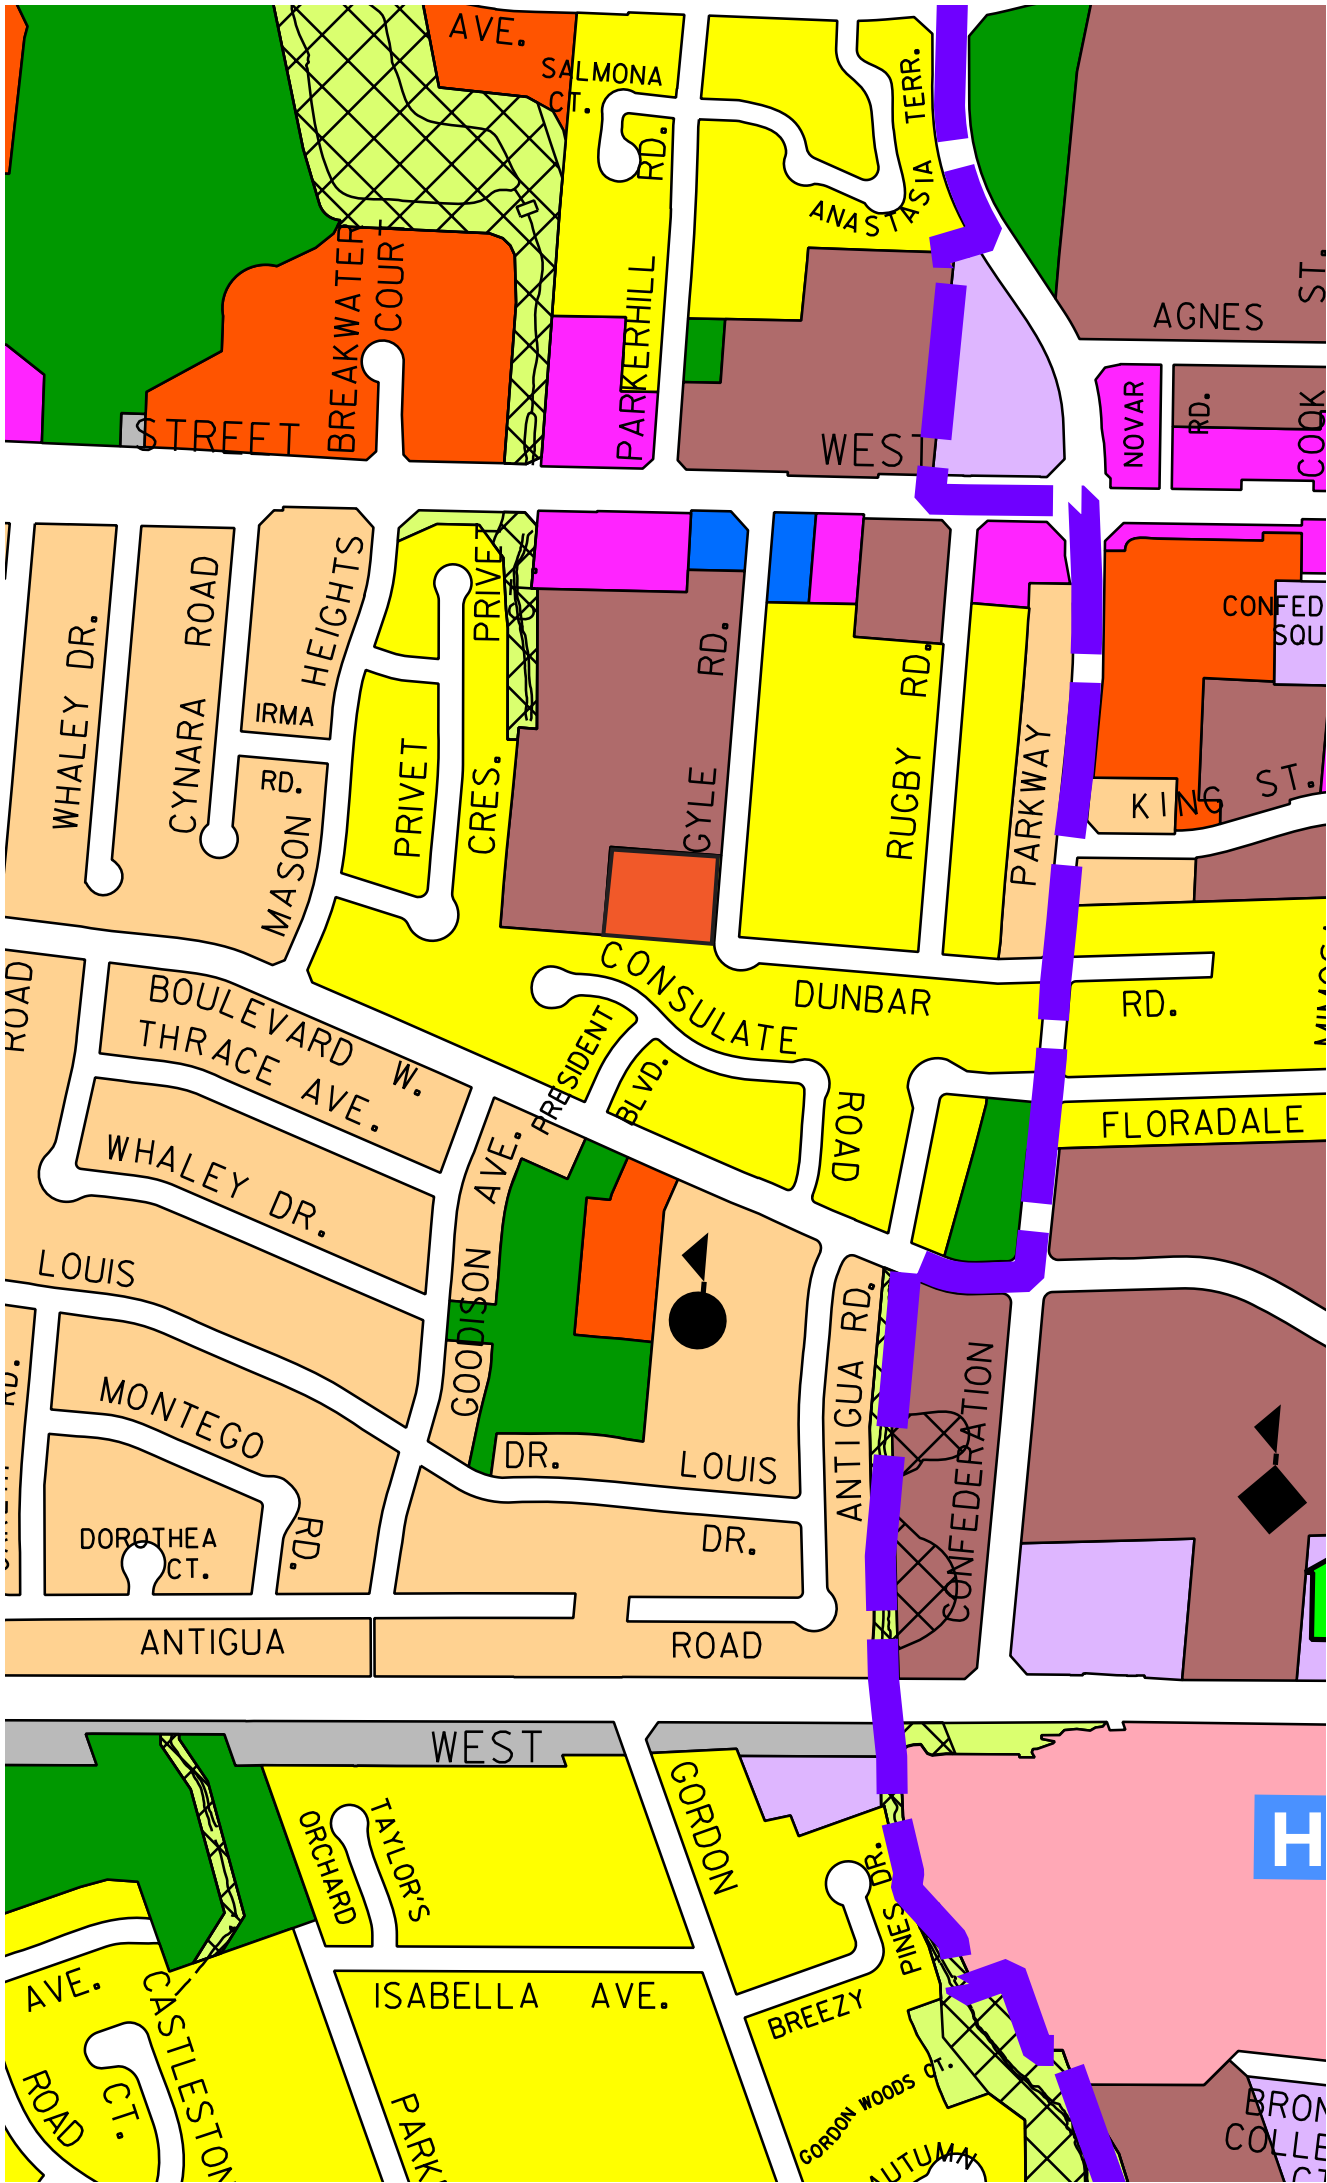 AVE.
SALMONA
CT.
RD.
TERR.
ANASTASIA
BREAKWATER
COURT
PARKERHILL
AGNES
ST.
STREET
WEST
NOVAR
RD.
COOK
WHALEY DR.
CYNARA ROAD
HEIGHTS
PRIVET
IRMA
RD.
MASON
PRIVET
CRES.
GYLE RD.
RUGBY RD.
PARKWAY
CONFED
SQU
KING ST.
ROAD
BOULEVARD W.
THRACE AVE.
CONSULATE
ROAD
DUNBAR RD.
PRESIDENT
BLVD.
FLORADALE
WHALEY DR.
GOODISON AVE.
LOUIS
RD.
MONTEGO
RD.
DR.
LOUIS
DR.
ANTIGUA RD.
CONFEDERATION
DOROTHEA
CT.
ANTIGUA ROAD
WEST
GORDON
ORCHARD
TAYLOR'S
PINES DR.
H
AVE.
CASTLESTON
ISABELLA AVE.
BREEZY
ROAD
CT.
PARK
GORDON WOODS CT.
AUTUMN
BRON
COLLE